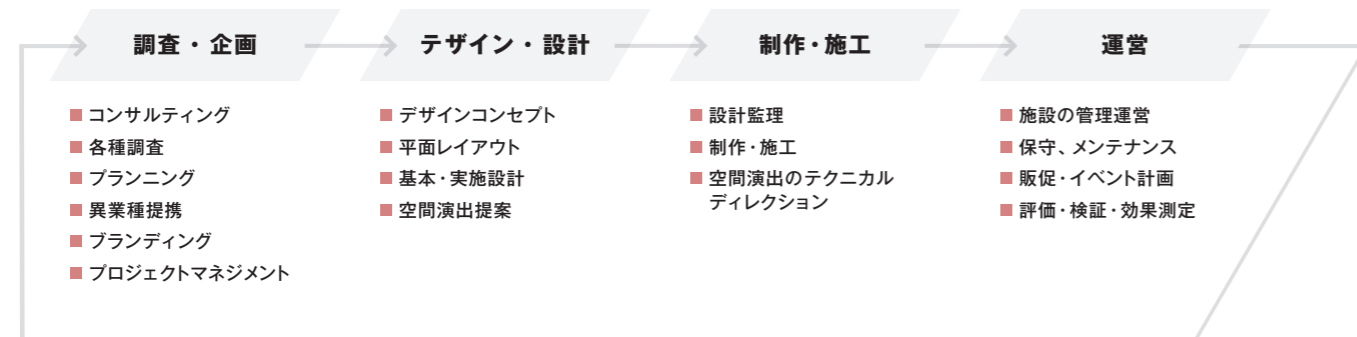 調査・企画
コンサルティング
各種調査
プランニング
異業種提携
ブランディング
プロジェクトマネジメント
テザイン・設計
デザインコンセプト
平面レイアウト
基本・実施設計
空間演出提案
制作・施工
設計監理
制作・施工
空間演出のテクニカル
ディレクション
運営
施設の管理運営
保守、メンテナンス
販促・イベント計画
評価・検証・効果測定